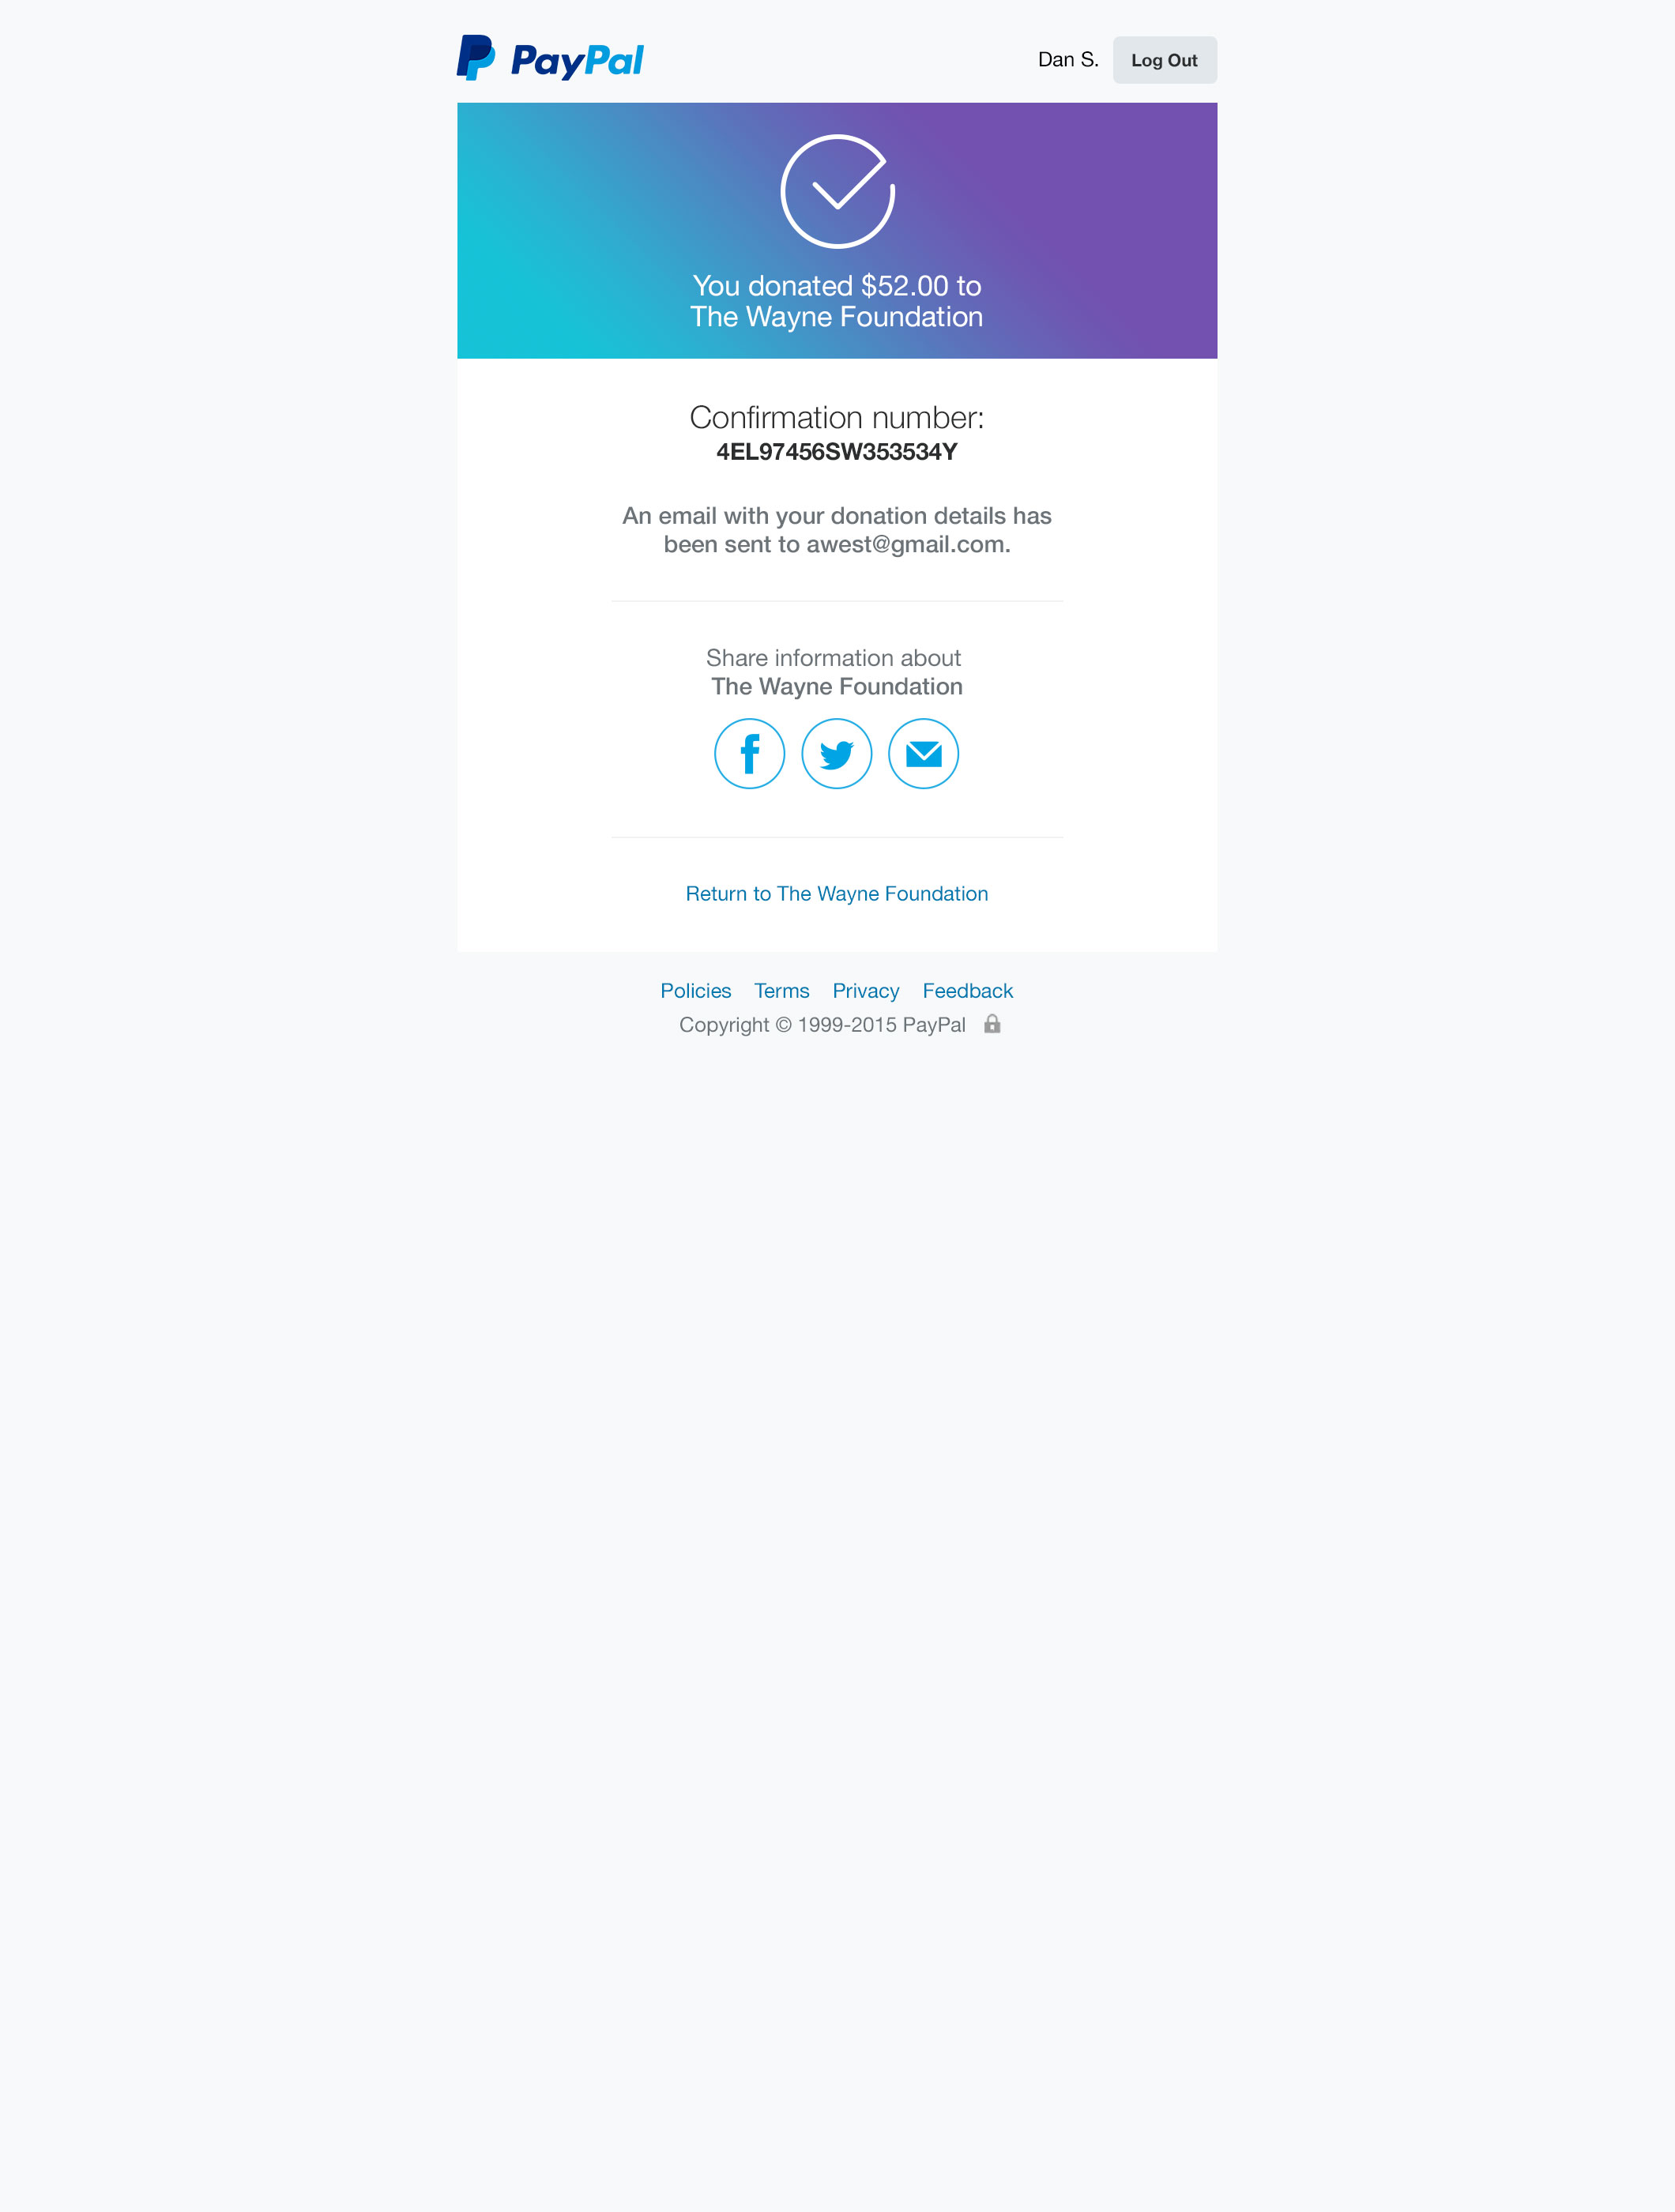 PayPal
Dan S.
Log Out
You donated $52.00 to
The Wayne Foundation
Confirmation number:
4EL97456SW353534Y
An email with your donation details has
been sent to awest@gmail.com.
Share information about
The Wayne Foundation
Return to The Wayne Foundation
Policies Terms Privacy Feedback
Copyright © 1999-2015 PayPal